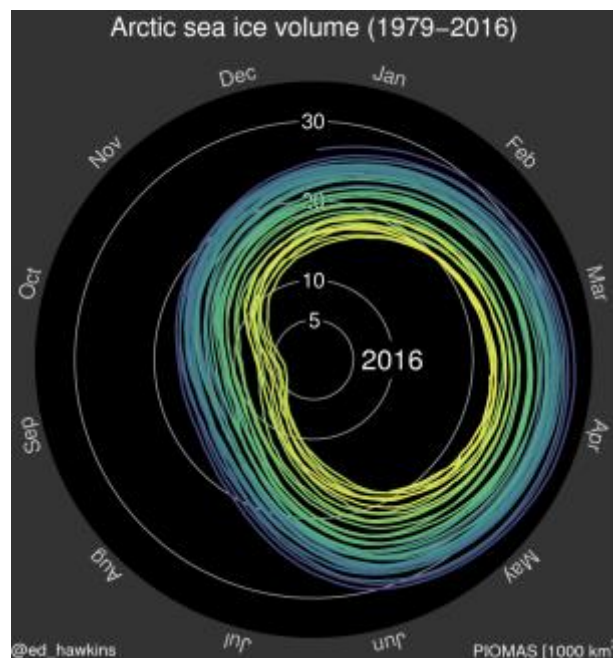 Arctic sea ice volume (1979–2016)
Dec
Jan
Nov
Feb
30
20
Oct
Mar
10
5
2016
Sep
Apr
Aug
May
Jul
Jun
@ed_hawkins
PIOMAS [1000 km